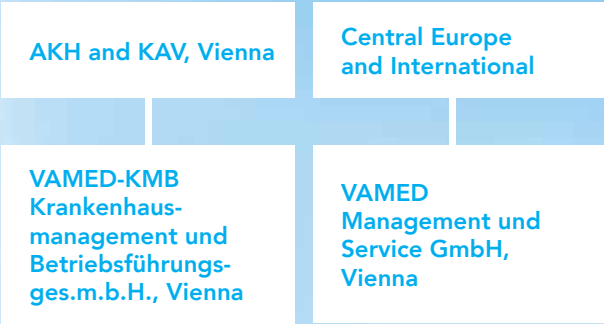 AKH and KAV, Vienna
Central Europe
and International
VAMED-KMB
Krankenhaus-
management und
Betriebsführungs-
ges.m.b.H., Vienna
VAMED
Management und
Service GmbH,
Vienna